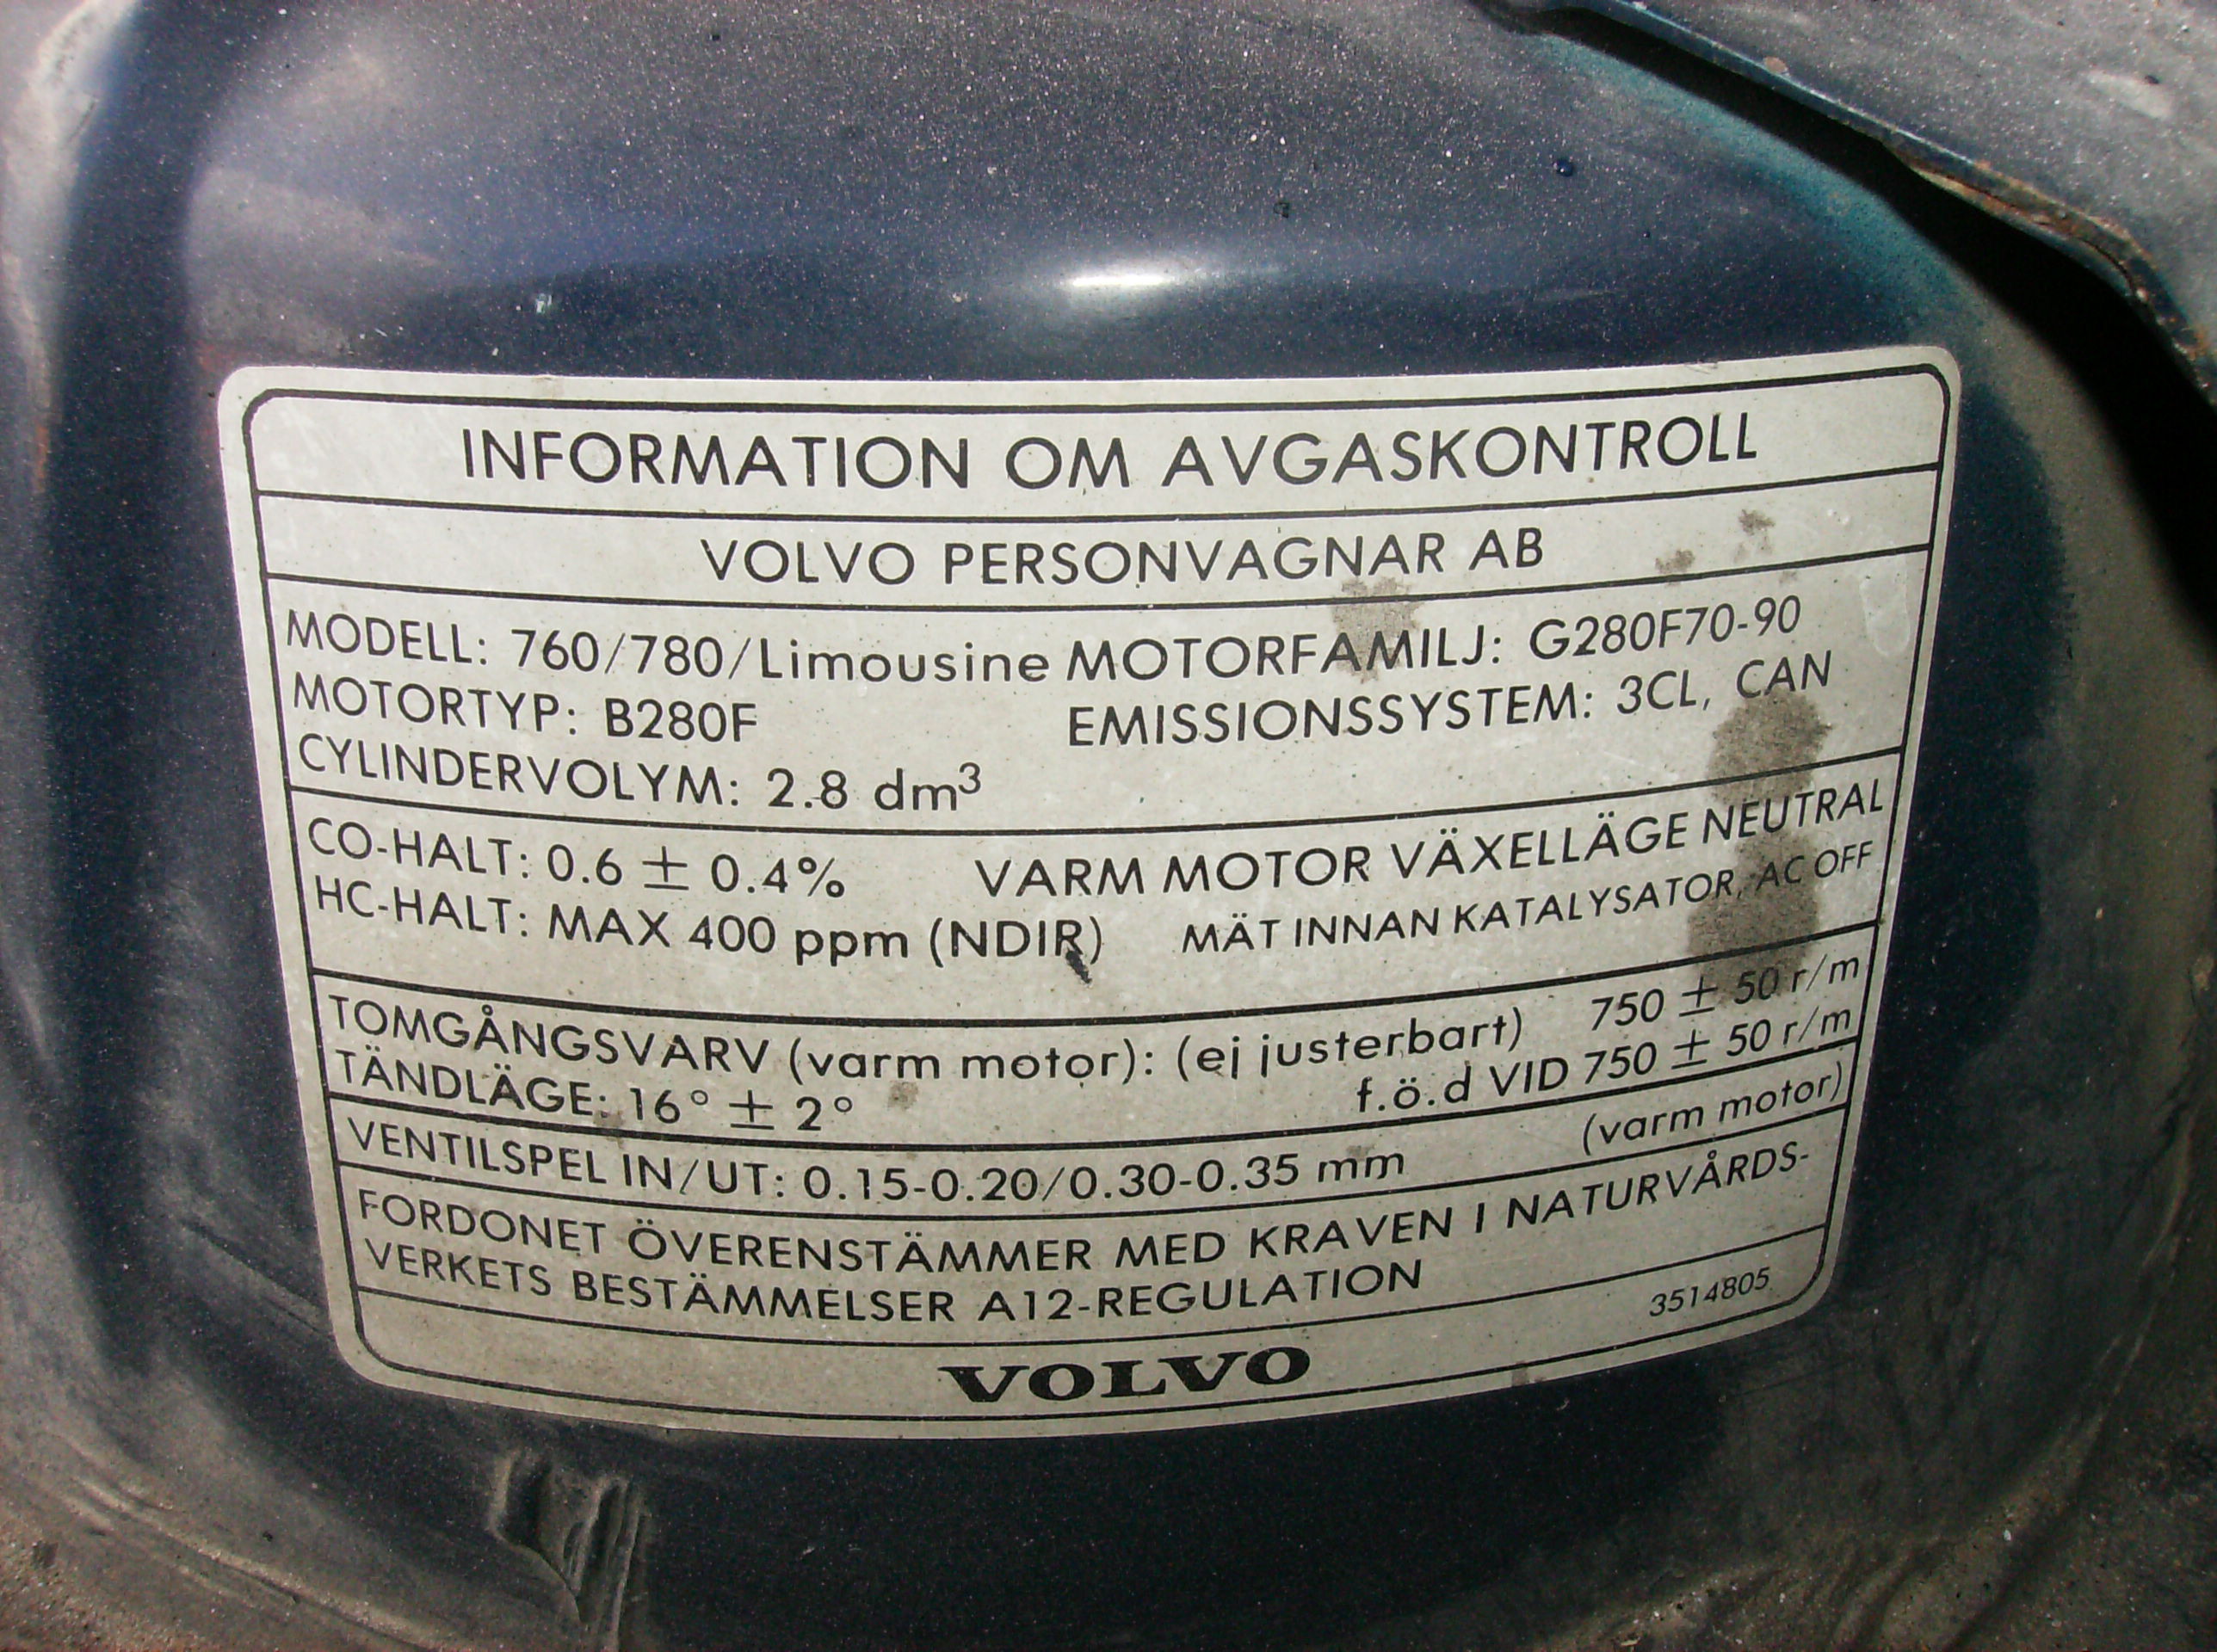 INFORMATION OM AVGASKONTROLL
VOLVO PERSONVAGNAR AB
MODELL: 760/780/Limousine MOTORFAMILJ: G280F70-90
MOTORTYP: B280F EMISSIONSSYSTEM: 3CL, CAN
CYLINDERVOLYM: 2.8 dm³
CO-HALT: 0.6 ± 0.4% VARM MOTOR VÄXELLÄGE NEUTRAL
HC-HALT: MAX 400 ppm (NDIR) MÄT INNAN KATALYSATOR, AC OFF
TOMGÅNGSVARV (varm motor): (ej justerbart) 750 ± 50 r/m
TÄNDLÄGE: 16° ± 2° f.ö.d VID 750 ± 50 r/m
VENTILSPEL IN/UT: 0.15-0.20/0.30-0.35 mm (varm motor)
FORDONET ÖVERENSTÄMMER MED KRAVEN I NATURVÅRDS-
VERKETS BESTÄMMELSER A12-REGULATION
3514805
VOLVO